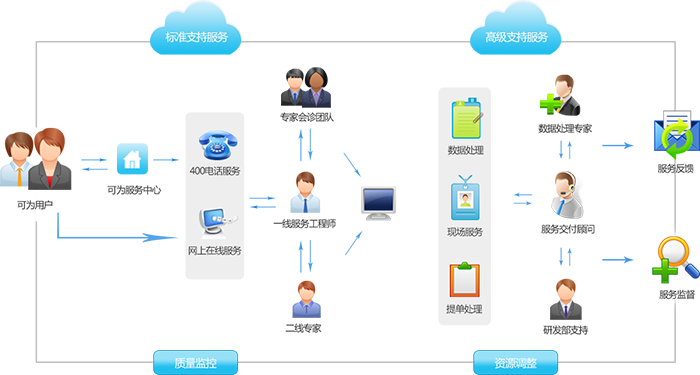 标准支持服务
高级支持服务
专家会诊团队
数据处理专家
400电话服务
数据处理
服务反馈
可为服务中心
可为用户
一线服务工程师
现场服务
服务交付顾问
网上在线服务
服务监督
提单处理
二线专家
研发部支持
质量监控
资源调整